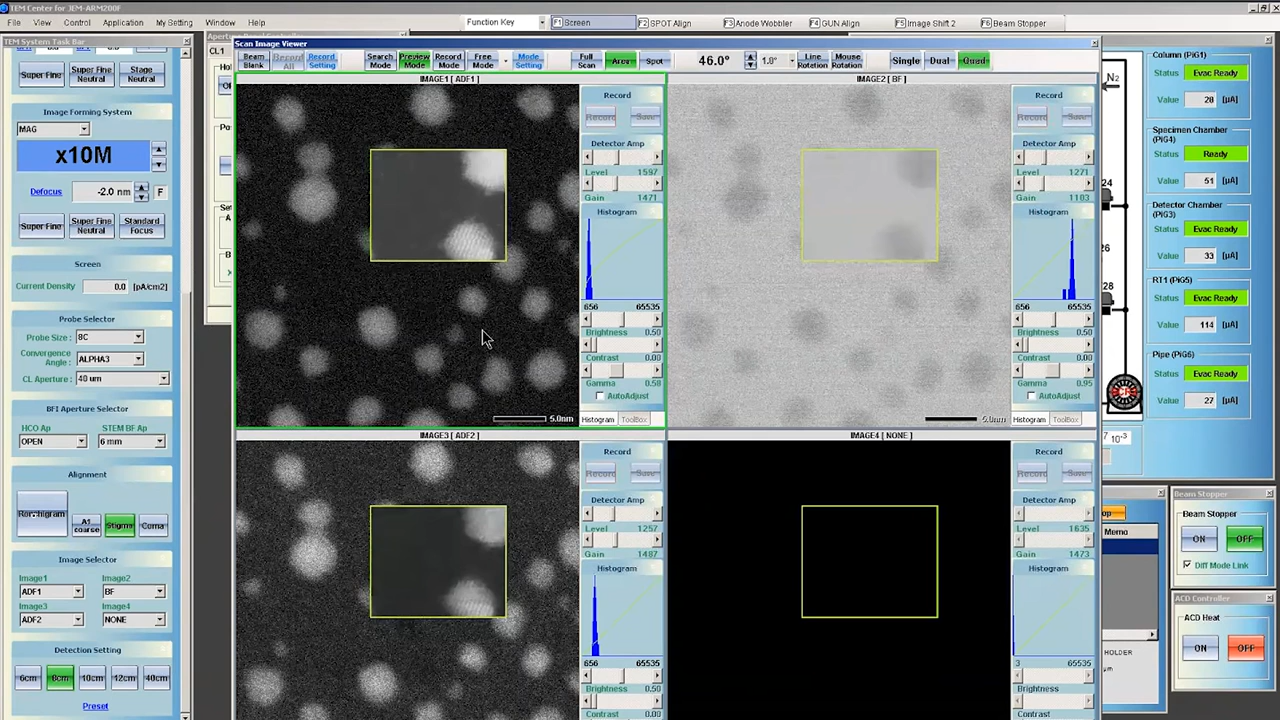 TEM Center for JEM-ARM200F
File View Control Application My Setting Window Help
Function Key F1 Screen F2 SPOT Align F3 Anode Wobbler F4 GUN Align F5 Image Shift 2 F6 Beam Stopper
TEM System Task Bar
Super Fine Super Fine Neutral Stage Neutral
Image Forming System
MAG
x10M
Defocus -2.0 nm F
Super Fine Super Fine Neutral Standard Focus
Screen
Current Density 0.0 [pA/cm2]
Probe Selector
Probe Size : 8C
Convergence Angle : ALPHA3
CL Aperture : 40 um
BFI Aperture Selector
HCO Ap STEM BF Ap
OPEN 6 mm
Alignment
A1 coarse Stigma Coma
Image Selector
Image1 Image2
ADF1 BF
Image3 Image4
ADF2 NONE
Detection Setting
6cm 8cm 10cm 12cm 40cm
Preset
CL1
Scan Image Viewer
Beam Blank Record All Record Setting Search Mode Preview Mode Record Mode Free Mode Mode Setting Full Scan Area Spot 46.0° 1.0° Line Rotation Mouse Rotation Single Dual Quad
IMAGE1 [ ADF1 ]
Record
Record Save
Detector Amp
Level 1597
Gain 1471
Histogram
656 65535
Brightness 0.50
Contrast 0.00
Gamma 0.58
AutoAdjust
Histogram ToolBox
5.0nm
IMAGE2 [ BF ]
Record
Record Save
Detector Amp
Level 1271
Gain 1103
Histogram
656 65535
Brightness 0.50
Contrast 0.00
Gamma 0.95
AutoAdjust
Histogram ToolBox
5.0nm
IMAGE3 [ ADF2 ]
Record
Record Save
Detector Amp
Level 1257
Gain 1487
Histogram
656 65535
Brightness 0.50
Contrast 0.00
IMAGE4 [ NONE ]
Record
Record Save
Detector Amp
Level 1635
Gain 1473
Histogram
3 65535
Brightness
Contrast
N2
24
26
28
10-3
Column (PiG1)
Status Evac Ready
Value 20 [µA]
Specimen Chamber (PiG4)
Status Ready
Value 51 [µA]
Detector Chamber (PiG3)
Status Evac Ready
Value 33 [µA]
RT1 (PiG5)
Status Evac Ready
Value 114 [µA]
Pipe (PiG6)
Status Evac Ready
Value 27 [µA]
Memo
HOLDER
Beam Stopper
Beam Stopper
ON OFF
Diff Mode Link
ACD Controller
ACD Heat
ON OFF